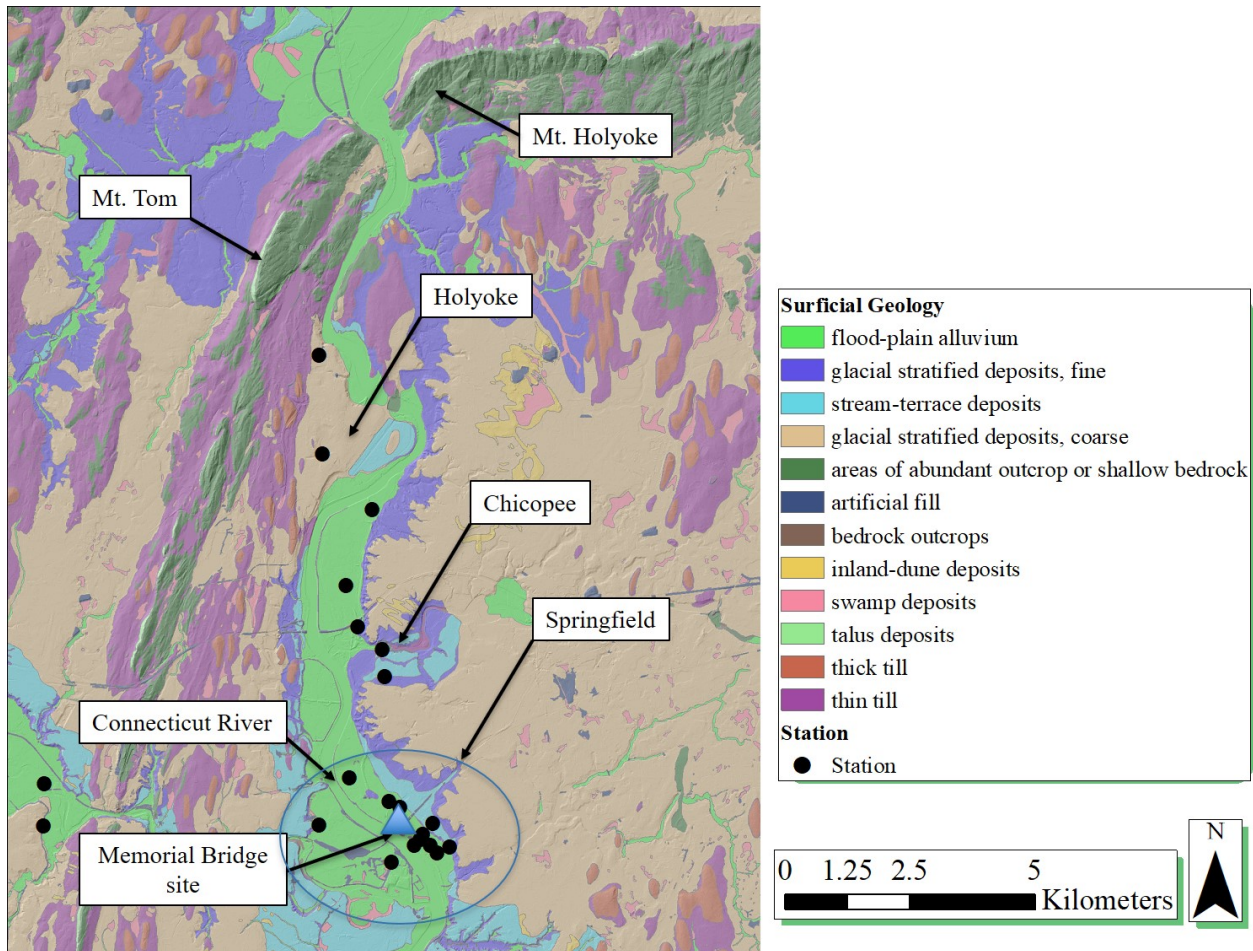 Mt. Holyoke
Mt. Tom
Holyoke
Chicopee
Springfield
Connecticut River
Memorial Bridge
site
Surficial Geology
flood-plain alluvium
glacial stratified deposits, fine
stream-terrace deposits
glacial stratified deposits, coarse
areas of abundant outcrop or shallow bedrock
artificial fill
bedrock outcrops
inland-dune deposits
swamp deposits
talus deposits
thick till
thin till
Station
Station
0 1.25 2.5 5
Kilometers
N